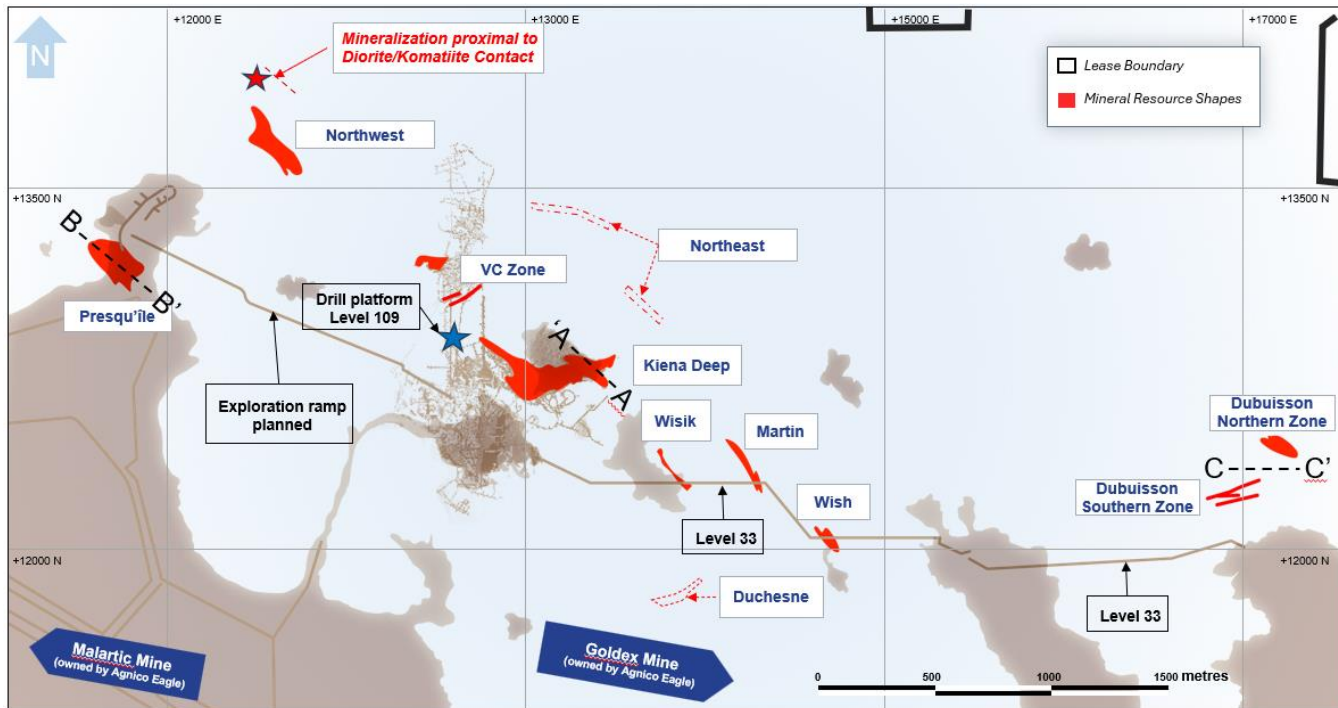 +12000 E
+13000 E
+15000 E
+17000 E
N
Mineralization proximal to
Diorite/Komatiite Contact
Lease Boundary
Mineral Resource Shapes
Northwest
+13500 N
+13500 N
B
B'
Presqu'île
VC Zone
Northeast
Drill platform
Level 109
'A
A
Kiena Deep
Exploration ramp
planned
Wisik
Martin
Dubuisson
Northern Zone
C
C'
Dubuisson
Southern Zone
Wish
Level 33
+12000 N
+12000 N
Duchesne
Level 33
Malartic Mine
(owned by Agnico Eagle)
Goldex Mine
(owned by Agnico Eagle)
0
500
1000
1500 metres